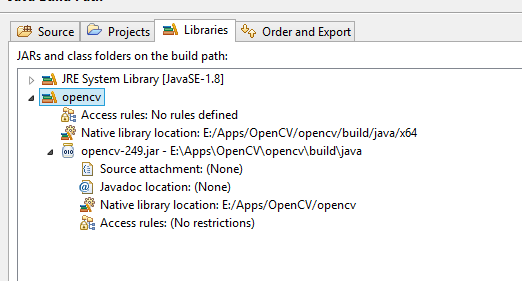 Source Projects Libraries Order and Export
JARs and class folders on the build path:
JRE System Library [JavaSE-1.8]
opencv
Access rules: No rules defined
Native library location: E:/Apps/OpenCV/opencv/build/java/x64
opencv-249.jar - E:\Apps\OpenCV\opencv\build\java
Source attachment: (None)
Javadoc location: (None)
Native library location: E:/Apps/OpenCV/opencv
Access rules: (No restrictions)